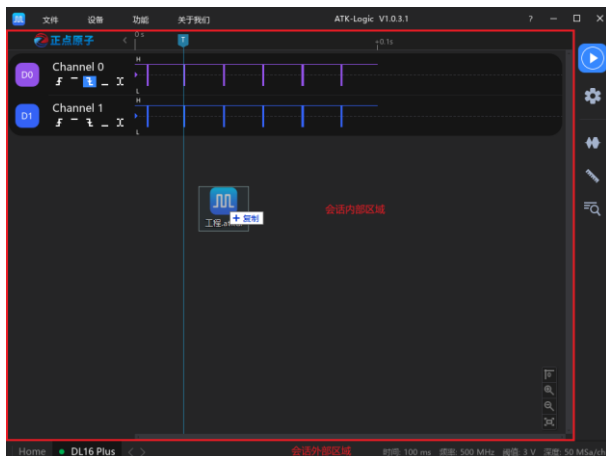 文件 设备 功能 关于我们 ATK-Logic V1.0.3.1
正点原子 0 s T +0.1s
D0 Channel 0 H L
D1 Channel 1 H L
+ 复制
会话内部区域
Home DL16 Plus 会话外部区域 时间: 100 ms 频率: 500 MHz 阈值: 3 V 深度: 50 MSa/ch